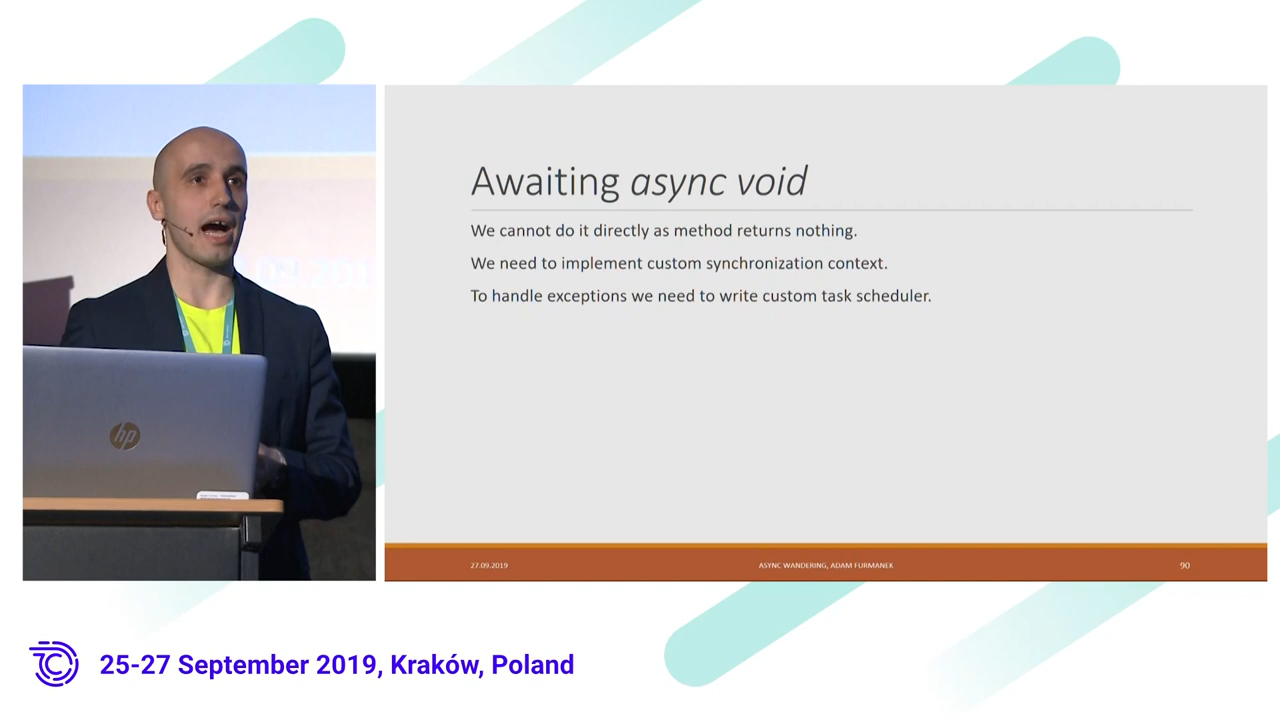 Awaiting async void
We cannot do it directly as method returns nothing.
We need to implement custom synchronization context.
To handle exceptions we need to write custom task scheduler.
27.09.2019
ASYNC WANDERING, ADAM FURMANEK
90
hp
25-27 September 2019, Kraków, Poland